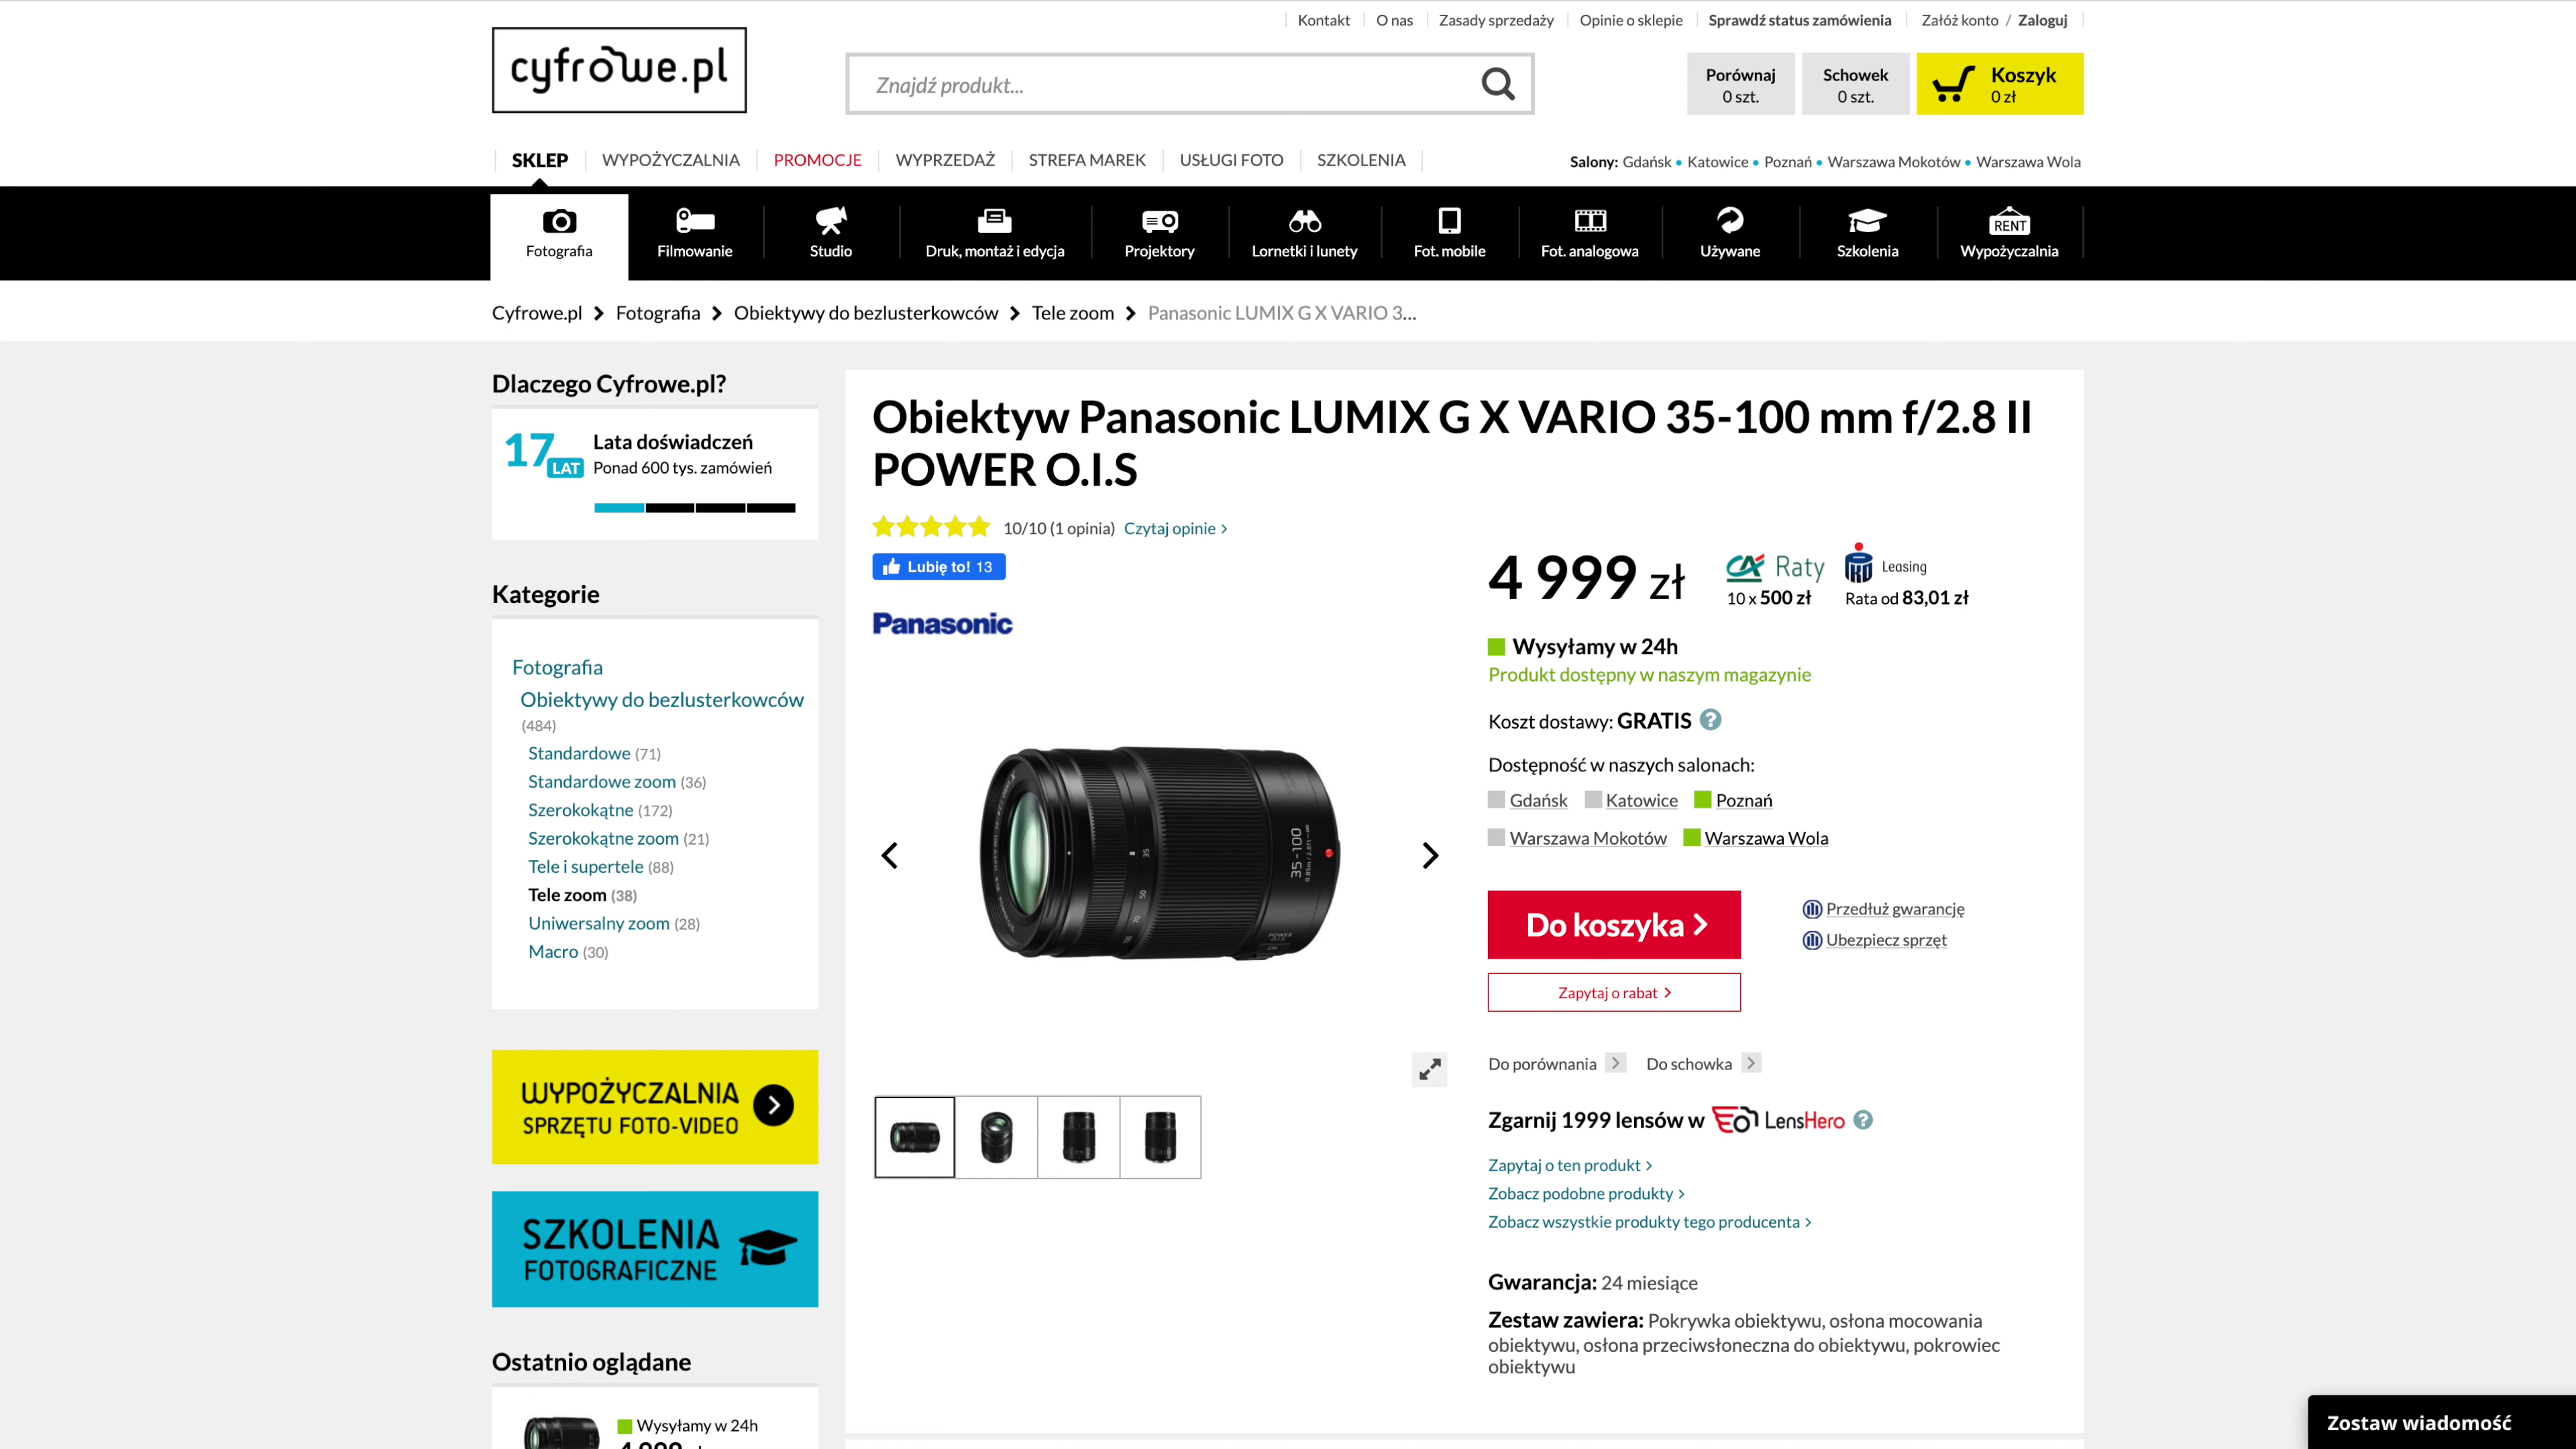 Kontakt
O nas
Zasady sprzedaży
Opinie o sklepie
Sprawdź status zamówienia
Załóż konto / Zaloguj
cyfrowe.pl
Znajdź produkt...
Porównaj
0 szt.
Schowek
0 szt.
Koszyk
0 zł
SKLEP
WYPOŻYCZALNIA
PROMOCJE
WYPRZEDAŻ
STREFA MAREK
USŁUGI FOTO
SZKOLENIA
Salony: Gdańsk • Katowice • Poznań • Warszawa Mokotów • Warszawa Wola
Fotografia
Filmowanie
Studio
Druk, montaż i edycja
Projektory
Lornetki i lunety
Fot. mobile
Fot. analogowa
Używane
Szkolenia
RENT
Wypożyczalnia
Cyfrowe.pl > Fotografia > Obiektywy do bezlusterkowców > Tele zoom > Panasonic LUMIX G X VARIO 3...
Dlaczego Cyfrowe.pl?
17 LAT
Lata doświadczeń
Ponad 600 tys. zamówień
Kategorie
Fotografia
Obiektywy do bezlusterkowców
(484)
Standardowe (71)
Standardowe zoom (36)
Szerokokątne (172)
Szerokokątne zoom (21)
Tele i supertele (88)
Tele zoom (38)
Uniwersalny zoom (28)
Macro (30)
WYPOŻYCZALNIA
SPRZĘTU FOTO-VIDEO
SZKOLENIA
FOTOGRAFICZNE
Ostatnio oglądane
Wysyłamy w 24h
Obiektyw Panasonic LUMIX G X VARIO 35-100 mm f/2.8 II
POWER O.I.S
10/10 (1 opinia) Czytaj opinie >
Lubię to! 13
Panasonic
35-100
35
50
70
100
POWER
O.I.S
ON
4 999 zł
CA Raty
10 x 500 zł
PKO Leasing
Rata od 83,01 zł
Wysyłamy w 24h
Produkt dostępny w naszym magazynie
Koszt dostawy: GRATIS ?
Dostępność w naszych salonach:
Gdańsk Katowice Poznań
Warszawa Mokotów Warszawa Wola
Do koszyka >
Przedłuż gwarancję
Ubezpiecz sprzęt
Zapytaj o rabat >
Do porównania > Do schowka >
Zgarnij 1999 lensów w LensHero ?
Zapytaj o ten produkt >
Zobacz podobne produkty >
Zobacz wszystkie produkty tego producenta >
Gwarancja: 24 miesiące
Zestaw zawiera: Pokrywka obiektywu, osłona mocowania
obiektywu, osłona przeciwsłoneczna do obiektywu, pokrowiec
obiektywu
Zostaw wiadomość